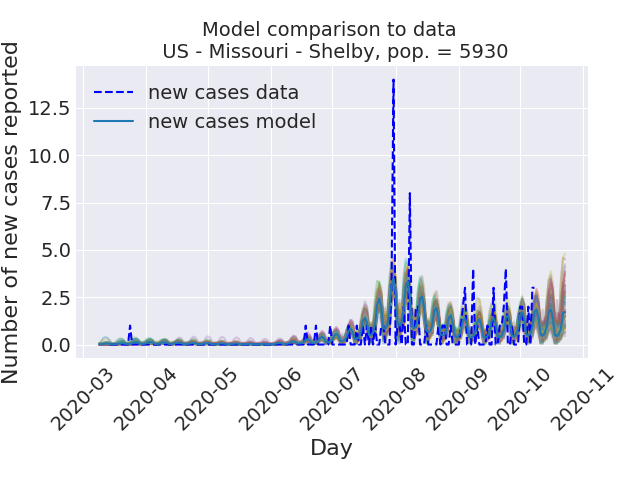 Model comparison to data
US - Missouri - Shelby, pop. = 5930
Number of new cases reported
12.5
10.0
7.5
5.0
2.5
0.0
new cases data
new cases model
2020-03
2020-04
2020-05
2020-06
2020-07
2020-08
2020-09
2020-10
2020-11
Day